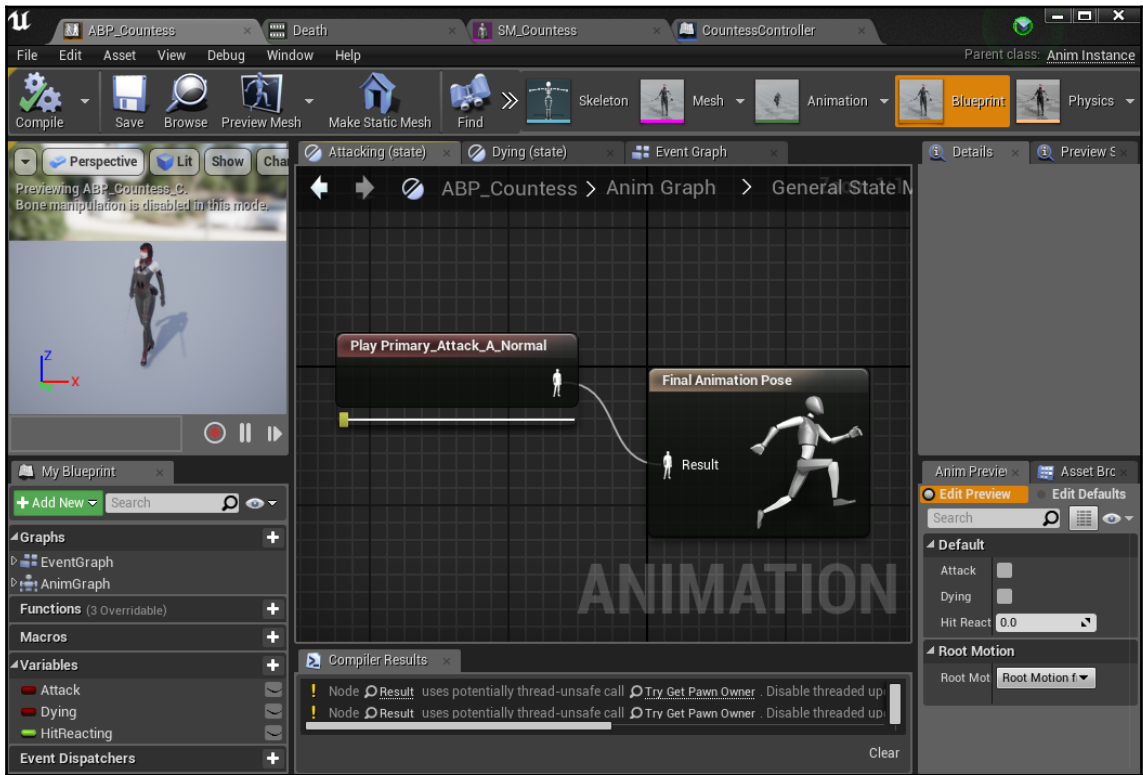 ABP_Countess
Death
SM_Countess
CountessController
File Edit Asset View Debug Window Help
Parent class: Anim Instance
Compile Save Browse Preview Mesh Make Static Mesh Find
Skeleton Mesh Animation Blueprint Physics
Perspective Lit Show Cha
Previewing ABP_Countess_C.
Bone manipulation is disabled in this mode.
Z
X
Attacking (state) Dying (state) Event Graph
ABP_Countess > Anim Graph > General State M
Play Primary_Attack_A_Normal
Final Animation Pose
Result
ANIMATION
Details Preview S
My Blueprint
+ Add New Search
Graphs
EventGraph
AnimGraph
Functions (3 Overridable)
Macros
Variables
Attack
Dying
HitReacting
Event Dispatchers
Compiler Results
! Node Result uses potentially thread-unsafe call Try Get Pawn Owner . Disable threaded up
! Node Result uses potentially thread-unsafe call Try Get Pawn Owner . Disable threaded up
Clear
Anim Previe Asset Brc
Edit Preview Edit Defaults
Search
Default
Attack
Dying
Hit React 0.0
Root Motion
Root Mot Root Motion f